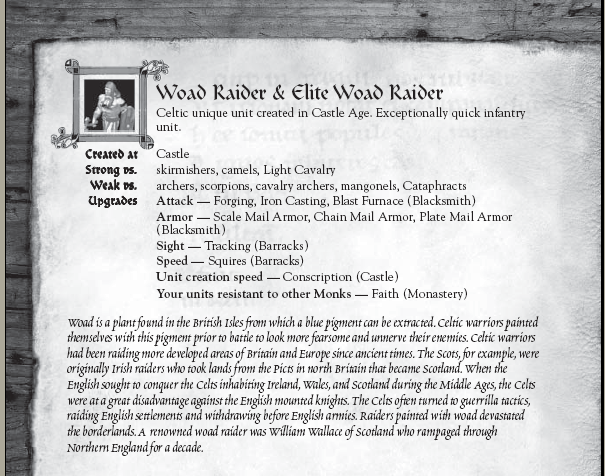 Woad Raider & Elite Woad Raider
Celtic unique unit created in Castle Age. Exceptionally quick infantry
unit.
Created at Castle
Strong vs. skirmishers, camels, Light Cavalry
Weak vs. archers, scorpions, cavalry archers, mangonels, Cataphracts
Upgrades Attack — Forging, Iron Casting, Blast Furnace (Blacksmith)
Armor — Scale Mail Armor, Chain Mail Armor, Plate Mail Armor
(Blacksmith)
Sight — Tracking (Barracks)
Speed — Squires (Barracks)
Unit creation speed — Conscription (Castle)
Your units resistant to other Monks — Faith (Monastery)
Woad is a plant found in the British Isles from which a blue pigment can be extracted. Celtic warriors painted
themselves with this pigment prior to battle to look more fearsome and unnerve their enemies. Celtic warriors
had been raiding more developed areas of Britain and Europe since ancient times. The Scots, for example, were
originally Irish raiders who took lands from the Picts in north Britain that became Scotland. When the
English sought to conquer the Celts inhabiting Ireland, Wales, and Scotland during the Middle Ages, the Celts
were at a great disadvantage against the English mounted knights. The Celts often turned to guerrilla tactics,
raiding English settlements and withdrawing before English armies. Raiders painted with woad devastated
the borderlands. A renowned woad raider was William Wallace of Scotland who rampaged through
Northern England for a decade.